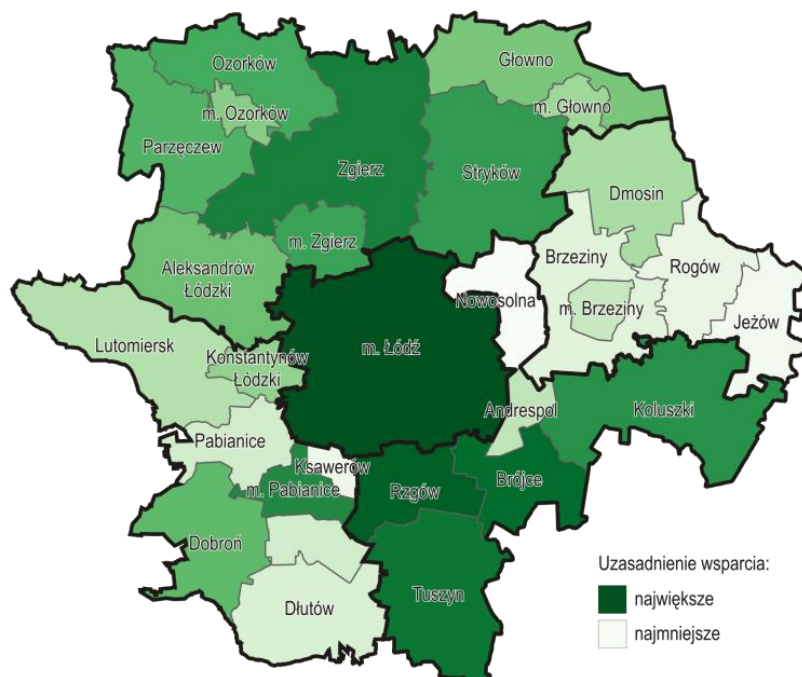 Ozorków
Głowno
m. Ozorków
m. Głowno
Parzęczew
Zgierz
Stryków
Dmosin
m. Zgierz
Aleksandrów
Łódzki
Brzeziny
Rogów
Nowosolna
m. Brzeziny
Jeżów
Lutomiersk
m. Łódź
Konstantynów
Łódzki
Andrespol
Koluszki
Pabianice
Ksawerów
m. Pabianice
Rzgów
Brójce
Dobroń
Dłutów
Tuszyn
Uzasadnienie wsparcia:
największe
najmniejsze